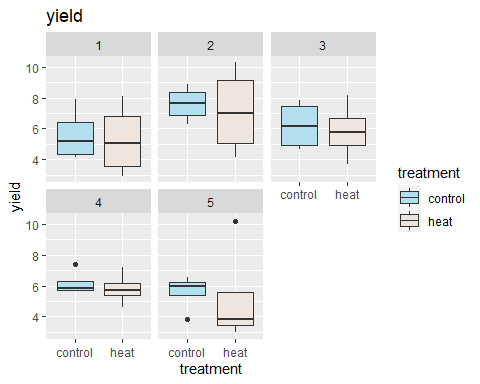 yield
1
2
3
10
8
6
4
control
heat
4
5
10
8
6
4
control
heat
control
heat
yield
treatment
treatment
control
heat